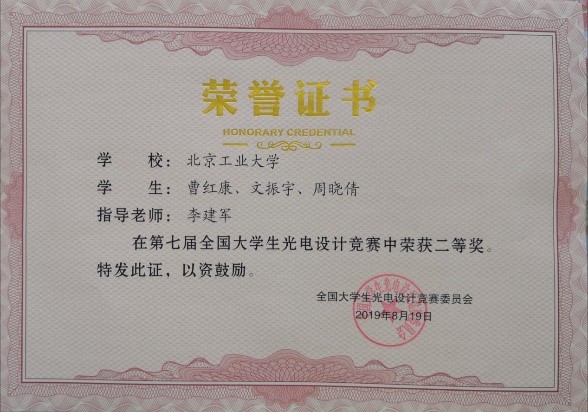 荣誉证书
HONORARY CREDENTIAL
学 校：北京工业大学
学 生：曹红康、文振宇、周晓倩
指导老师：李建军
在第七届全国大学生光电设计竞赛中荣获二等奖。
特发此证，以资鼓励。
全国大学生光电设计竞赛委员会
2019年8月19日